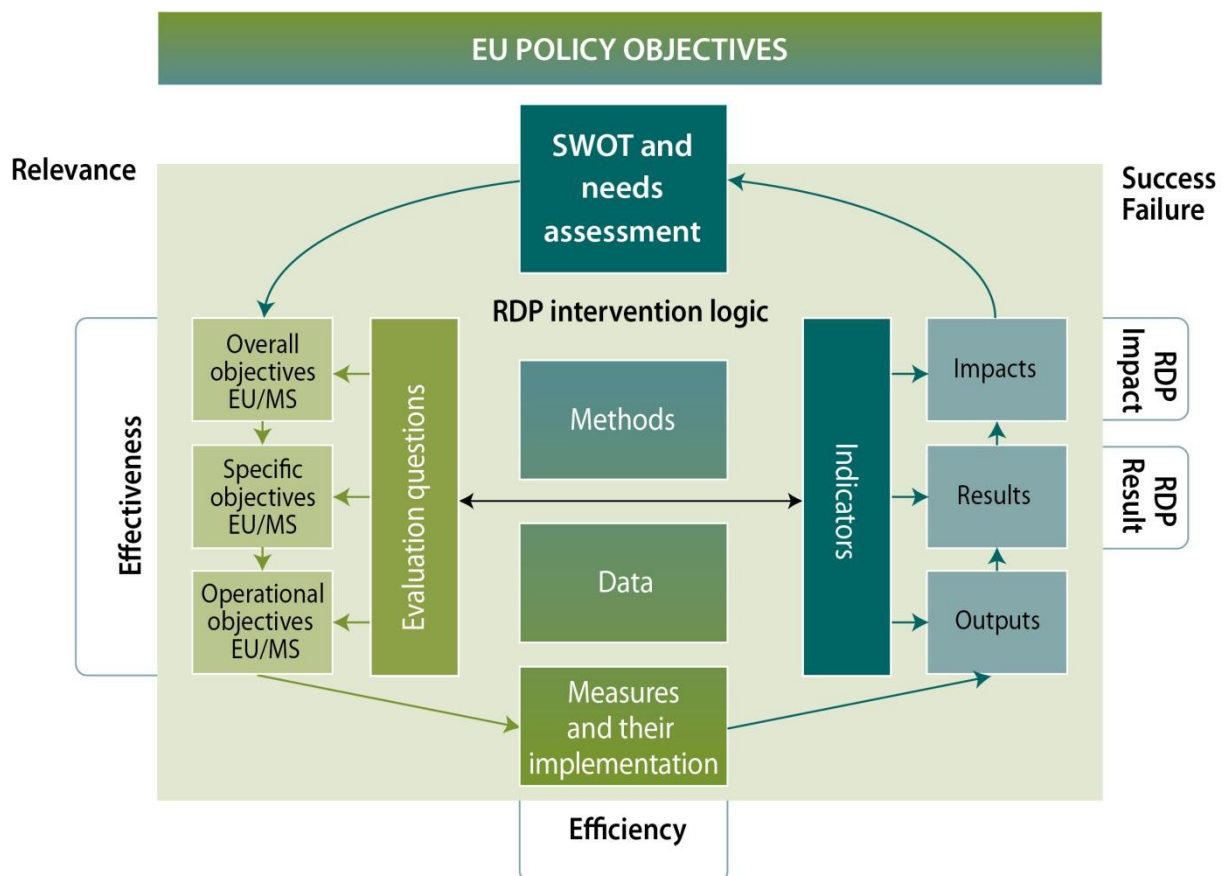 EU POLICY OBJECTIVES
SWOT and
needs
assessment
Relevance
Success
Failure
RDP intervention logic
Effectiveness
Overall
objectives
EU/MS
Specific
objectives
EU/MS
Operational
objectives
EU/MS
Evaluation questions
Methods
Data
Measures
and their
implementation
Indicators
Impacts
Results
Outputs
RDP
Impact
RDP
Result
Efficiency